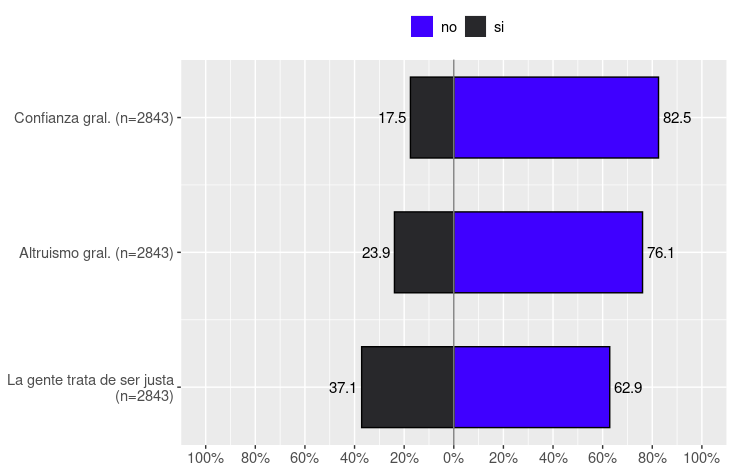 no si
Confianza gral. (n=2843) 17.5 82.5
Altruismo gral. (n=2843) 23.9 76.1
La gente trata de ser justa
(n=2843) 37.1 62.9
100% 80% 60% 40% 20% 0% 20% 40% 60% 80% 100%